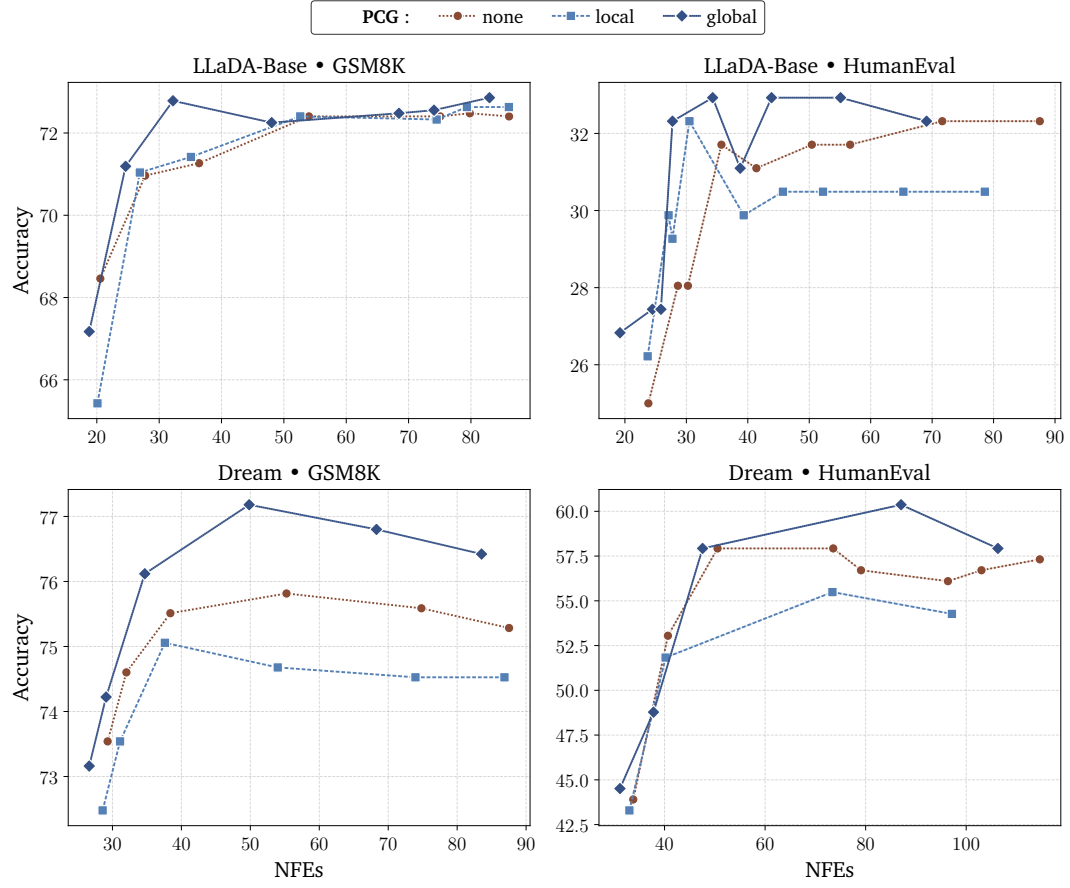 PCG : none local global
LLaDA-Base • GSM8K
LLaDA-Base • HumanEval
Accuracy
72
70
68
66
20 30 40 50 60 70 80
32
30
28
26
20 30 40 50 60 70 80 90
Dream • GSM8K
Dream • HumanEval
Accuracy
77
76
75
74
73
30 40 50 60 70 80 90
NFEs
60.0
57.5
55.0
52.5
50.0
47.5
45.0
42.5
40 60 80 100
NFEs